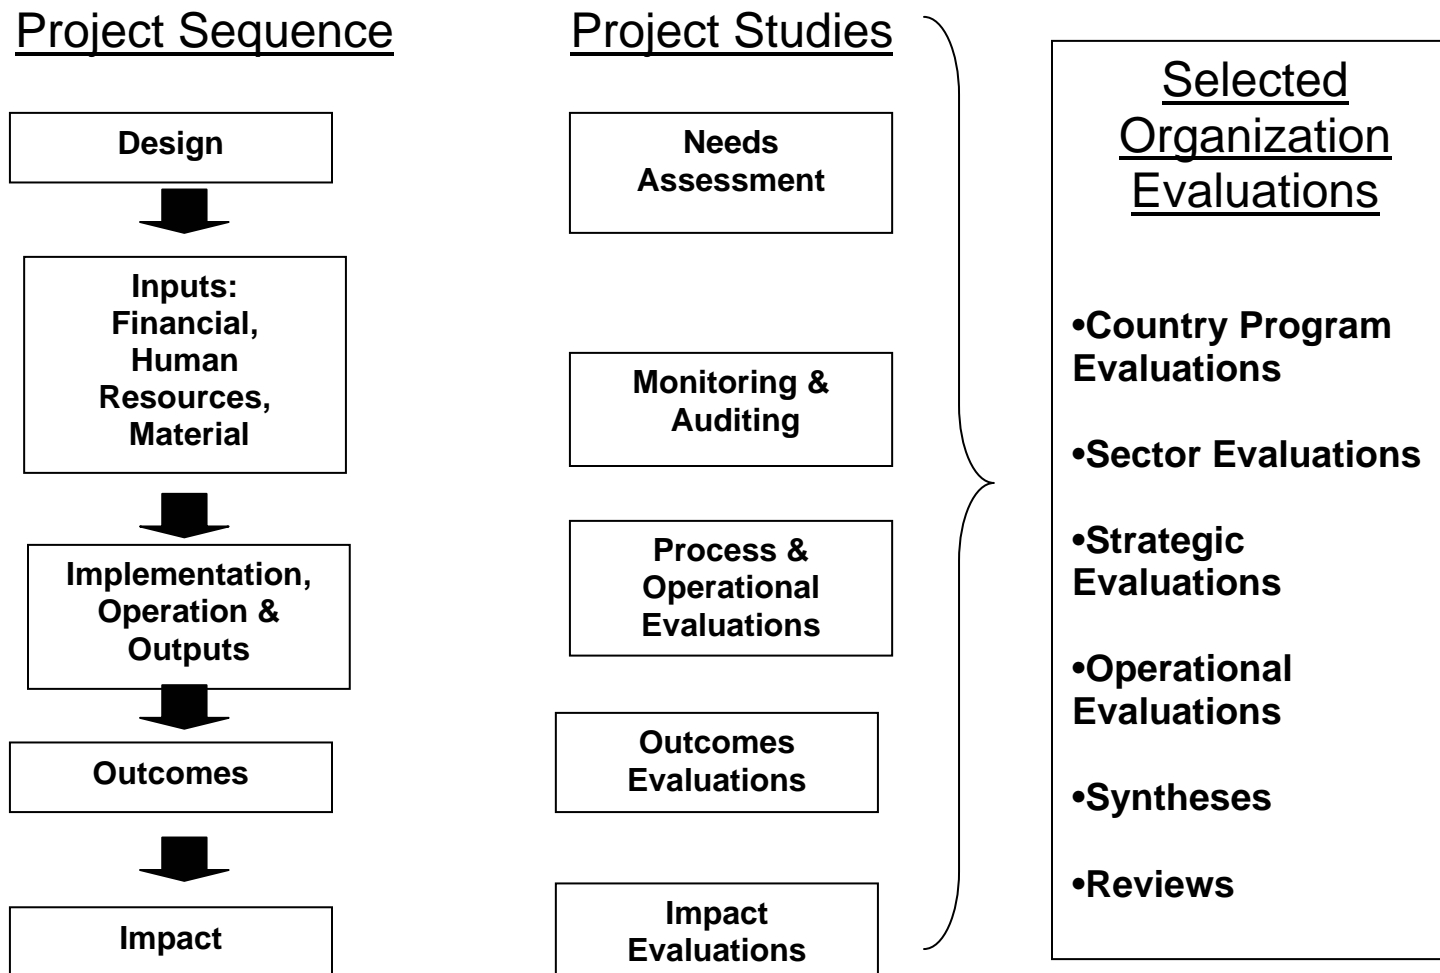 Project Sequence
Design
Inputs:
Financial,
Human
Resources,
Material
Implementation,
Operation &
Outputs
Outcomes
Impact
Project Studies
Needs
Assessment
Monitoring &
Auditing
Process &
Operational
Evaluations
Outcomes
Evaluations
Impact
Evaluations
Selected
Organization
Evaluations
•Country Program
Evaluations
•Sector Evaluations
•Strategic
Evaluations
•Operational
Evaluations
•Syntheses
•Reviews